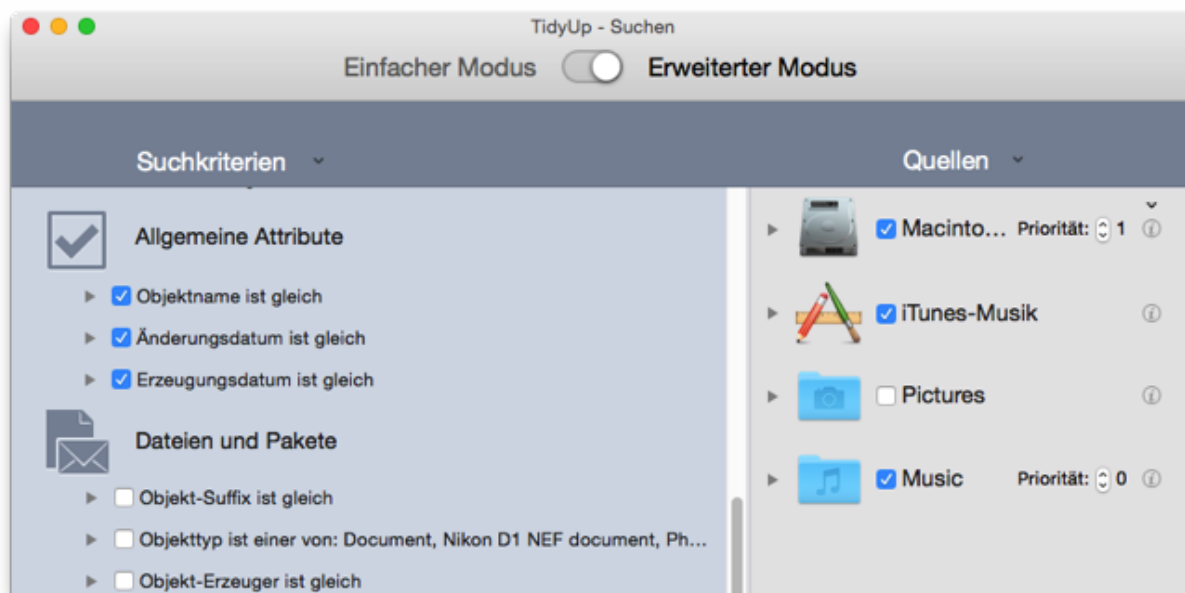 TidyUp - Suchen
Einfacher Modus Erweiterter Modus
Suchkriterien
Quellen
Allgemeine Attribute
Objektname ist gleich
Änderungsdatum ist gleich
Erzeugungsdatum ist gleich
Dateien und Pakete
Objekt-Suffix ist gleich
Objekttyp ist einer von: Document, Nikon D1 NEF document, Ph...
Objekt-Erzeuger ist gleich
Macinto... Priorität: 1
iTunes-Musik
Pictures
Music Priorität: 0